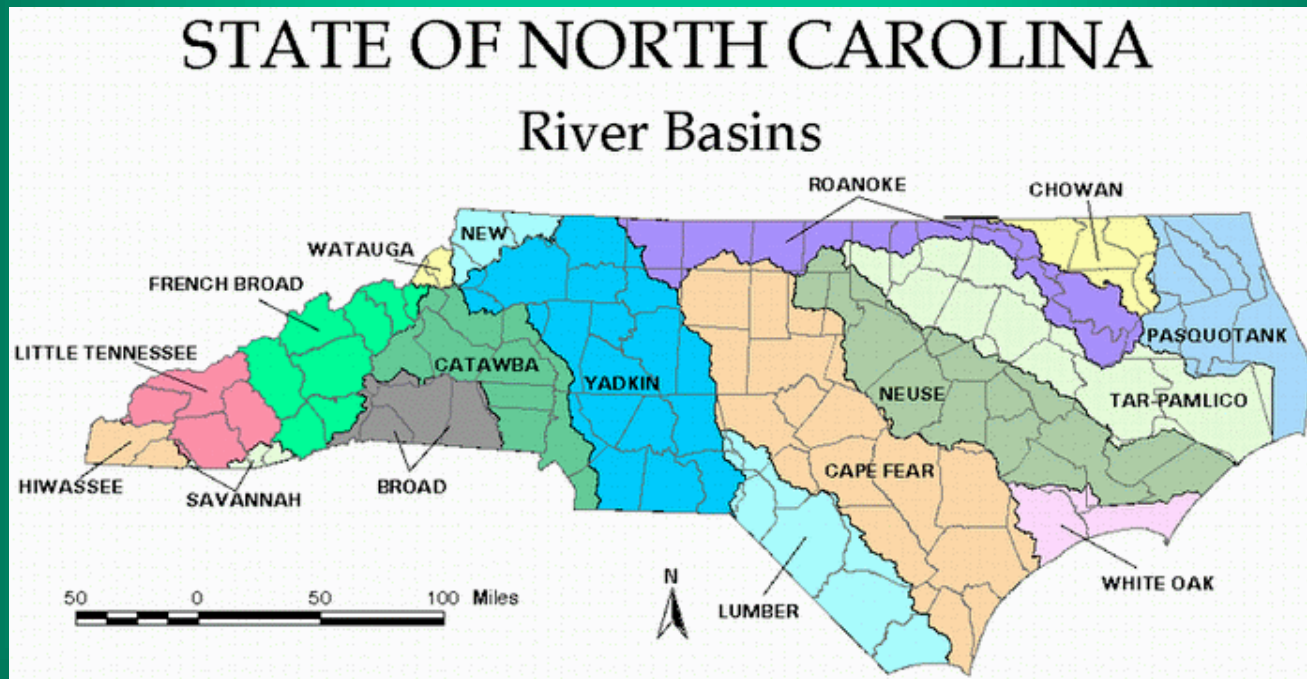 STATE OF NORTH CAROLINA
River Basins
ROANOKE
CHOWAN
NEW
WATAUGA
FRENCH BROAD
PASQUOTANK
LITTLE TENNESSEE
CATAWBA
YADKIN
NEUSE
TAR-PAMLICO
CAPE FEAR
HIWASSEE
SAVANNAH
BROAD
WHITE OAK
LUMBER
N
50 0 50 100 Miles